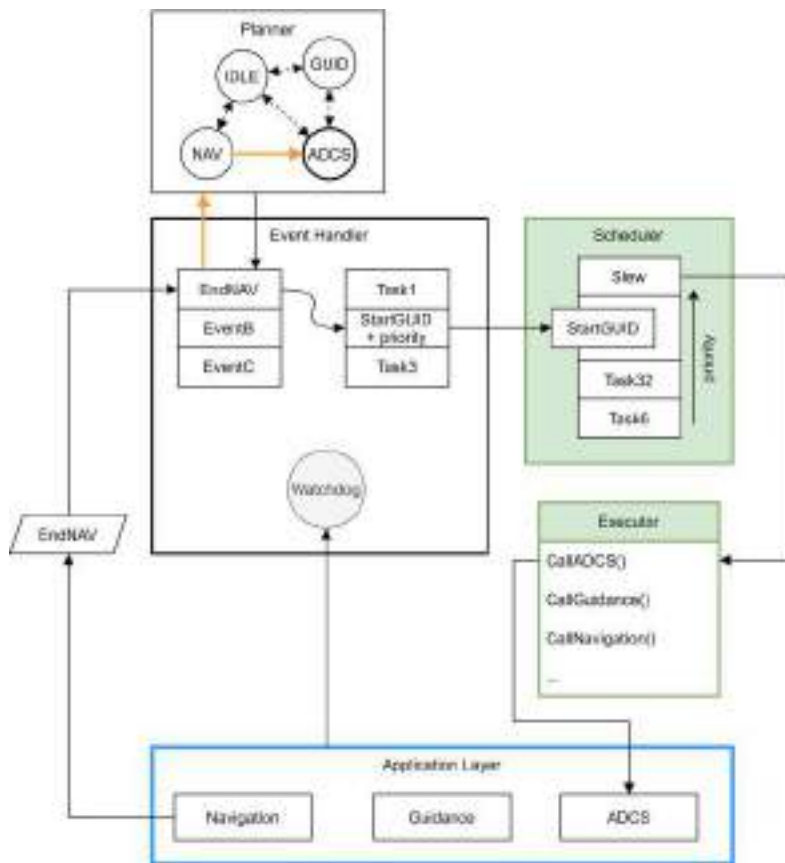 Planner
IDLE
GUID
NAV
ADCS
Event Handler
EndNAV
EventB
EventC
Task1
StartGUID
+ priority
Task3
Watchdog
Scheduler
Slew
StartGUID
Task32
Task6
priority
EndNAV
Executor
CallADCS()
CallGuidance()
CallNavigation()
...
Application Layer
Navigation
Guidance
ADCS